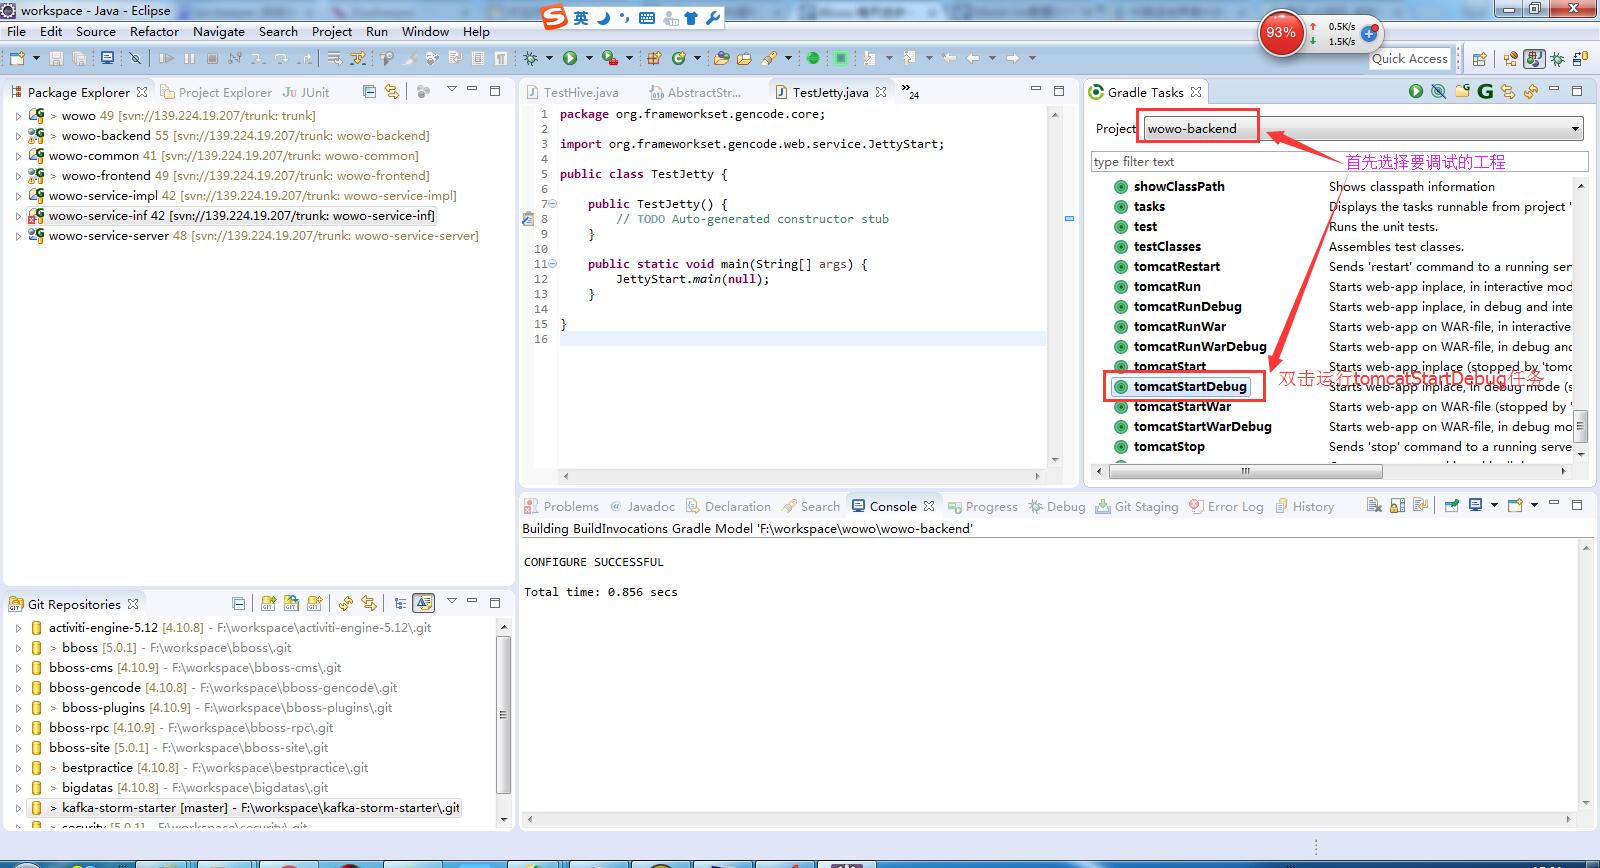 workspace - Java - Eclipse
英
93%
0.5K/s
1.5K/s
File Edit Source Refactor Navigate Search Project Run Window Help
Quick Access
Package Explorer Project Explorer JUnit
> wowo 49 [svn://139.224.19.207/trunk: trunk]
> wowo-backend 55 [svn://139.224.19.207/trunk: wowo-backend]
wowo-common 41 [svn://139.224.19.207/trunk: wowo-common]
> wowo-frontend 49 [svn://139.224.19.207/trunk: wowo-frontend]
wowo-service-impl 42 [svn://139.224.19.207/trunk: wowo-service-impl]
wowo-service-inf 42 [svn://139.224.19.207/trunk: wowo-service-inf]
wowo-service-server 48 [svn://139.224.19.207/trunk: wowo-service-server]
TestHive.java AbstractStr... TestJetty.java »24
1 package org.frameworkset.gencode.core;
2
3 import org.frameworkset.gencode.web.service.JettyStart;
4
5 public class TestJetty {
6
7 public TestJetty() {
8 // TODO Auto-generated constructor stub
9 }
10
11 public static void main(String[] args) {
12 JettyStart.main(null);
13 }
14
15 }
16
Gradle Tasks
Project wowo-backend
首先选择要调试的工程
type filter text
showClassPath Shows classpath information
tasks Displays the tasks runnable from project '
test Runs the unit tests.
testClasses Assembles test classes.
tomcatRestart Sends 'restart' command to a running ser
tomcatRun Starts web-app inplace, in interactive mod
tomcatRunDebug Starts web-app inplace, in debug and inte
tomcatRunWar Starts web-app on WAR-file, in interactive
tomcatRunWarDebug Starts web-app on WAR-file, in debug and
tomcatStart Starts web-app inplace (stopped by 'tomc
tomcatStartDebug Starts web-app inplace, in debug mode (s
双击运行tomcatStartDebug任务
tomcatStartWar Starts web-app on WAR-file (stopped by '
tomcatStartWarDebug Starts web-app on WAR-file, in debug mo
tomcatStop Sends 'stop' command to a running serve
Problems Javadoc Declaration Search Console Progress Debug Git Staging Error Log History
Building BuildInvocations Gradle Model 'F:\workspace\wowo\wowo-backend'
CONFIGURE SUCCESSFUL
Total time: 0.856 secs
Git Repositories
activiti-engine-5.12 [4.10.8] - F:\workspace\activiti-engine-5.12\.git
> bboss [5.0.1] - F:\workspace\bboss\.git
bboss-cms [4.10.9] - F:\workspace\bboss-cms\.git
bboss-gencode [4.10.8] - F:\workspace\bboss-gencode\.git
> bboss-plugins [4.10.9] - F:\workspace\bboss-plugins\.git
bboss-rpc [4.10.9] - F:\workspace\bboss-rpc\.git
bboss-site [5.0.1] - F:\workspace\bboss-site\.git
> bestpractice [4.10.8] - F:\workspace\bestpractice\.git
> bigdatas [4.10.8] - F:\workspace\bigdatas\.git
> kafka-storm-starter [master] - F:\workspace\kafka-storm-starter\.git
> security [5.0.1] - F:\workspace\security\.git